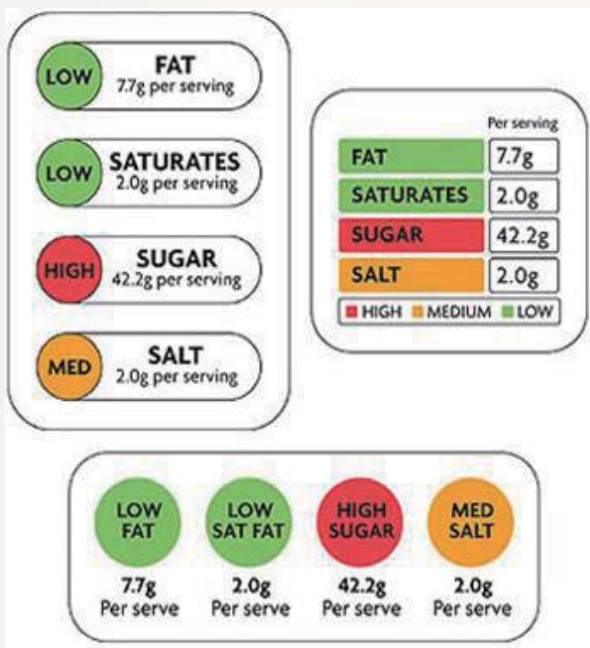 LOW
FAT
7.7g per serving
LOW
SATURATES
2.0g per serving
HIGH
SUGAR
42.2g per serving
MED
SALT
2.0g per serving
Per serving
FAT 7.7g
SATURATES 2.0g
SUGAR 42.2g
SALT 2.0g
HIGH MEDIUM LOW
LOW FAT
7.7g
Per serve
LOW SAT FAT
2.0g
Per serve
HIGH SUGAR
42.2g
Per serve
MED SALT
2.0g
Per serve